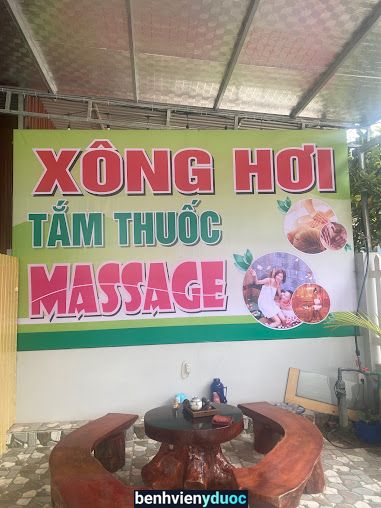 XÔNG HƠI
TẮM THUỐC
MASSAGE
benhvienyduoc